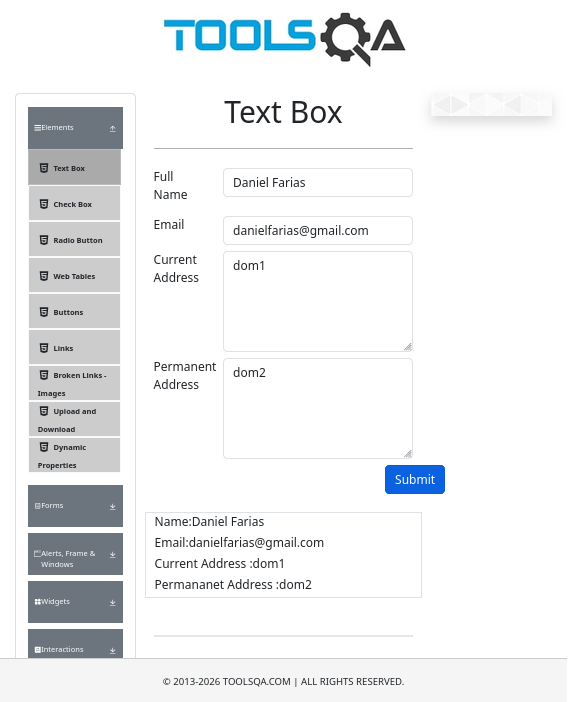 TOOLSQA
Elements
Text Box
Check Box
Radio Button
Web Tables
Buttons
Links
Broken Links -
Images
Upload and
Download
Dynamic
Properties
Forms
Alerts, Frame &
Windows
Widgets
Interactions
Text Box
Full
Name
Daniel Farias
Email
danielfarias@gmail.com
Current
Address
dom1
Permanent
Address
dom2
Submit
Name:Daniel Farias
Email:danielfarias@gmail.com
Current Address :dom1
Permananet Address :dom2
© 2013-2026 TOOLSQA.COM | ALL RIGHTS RESERVED.